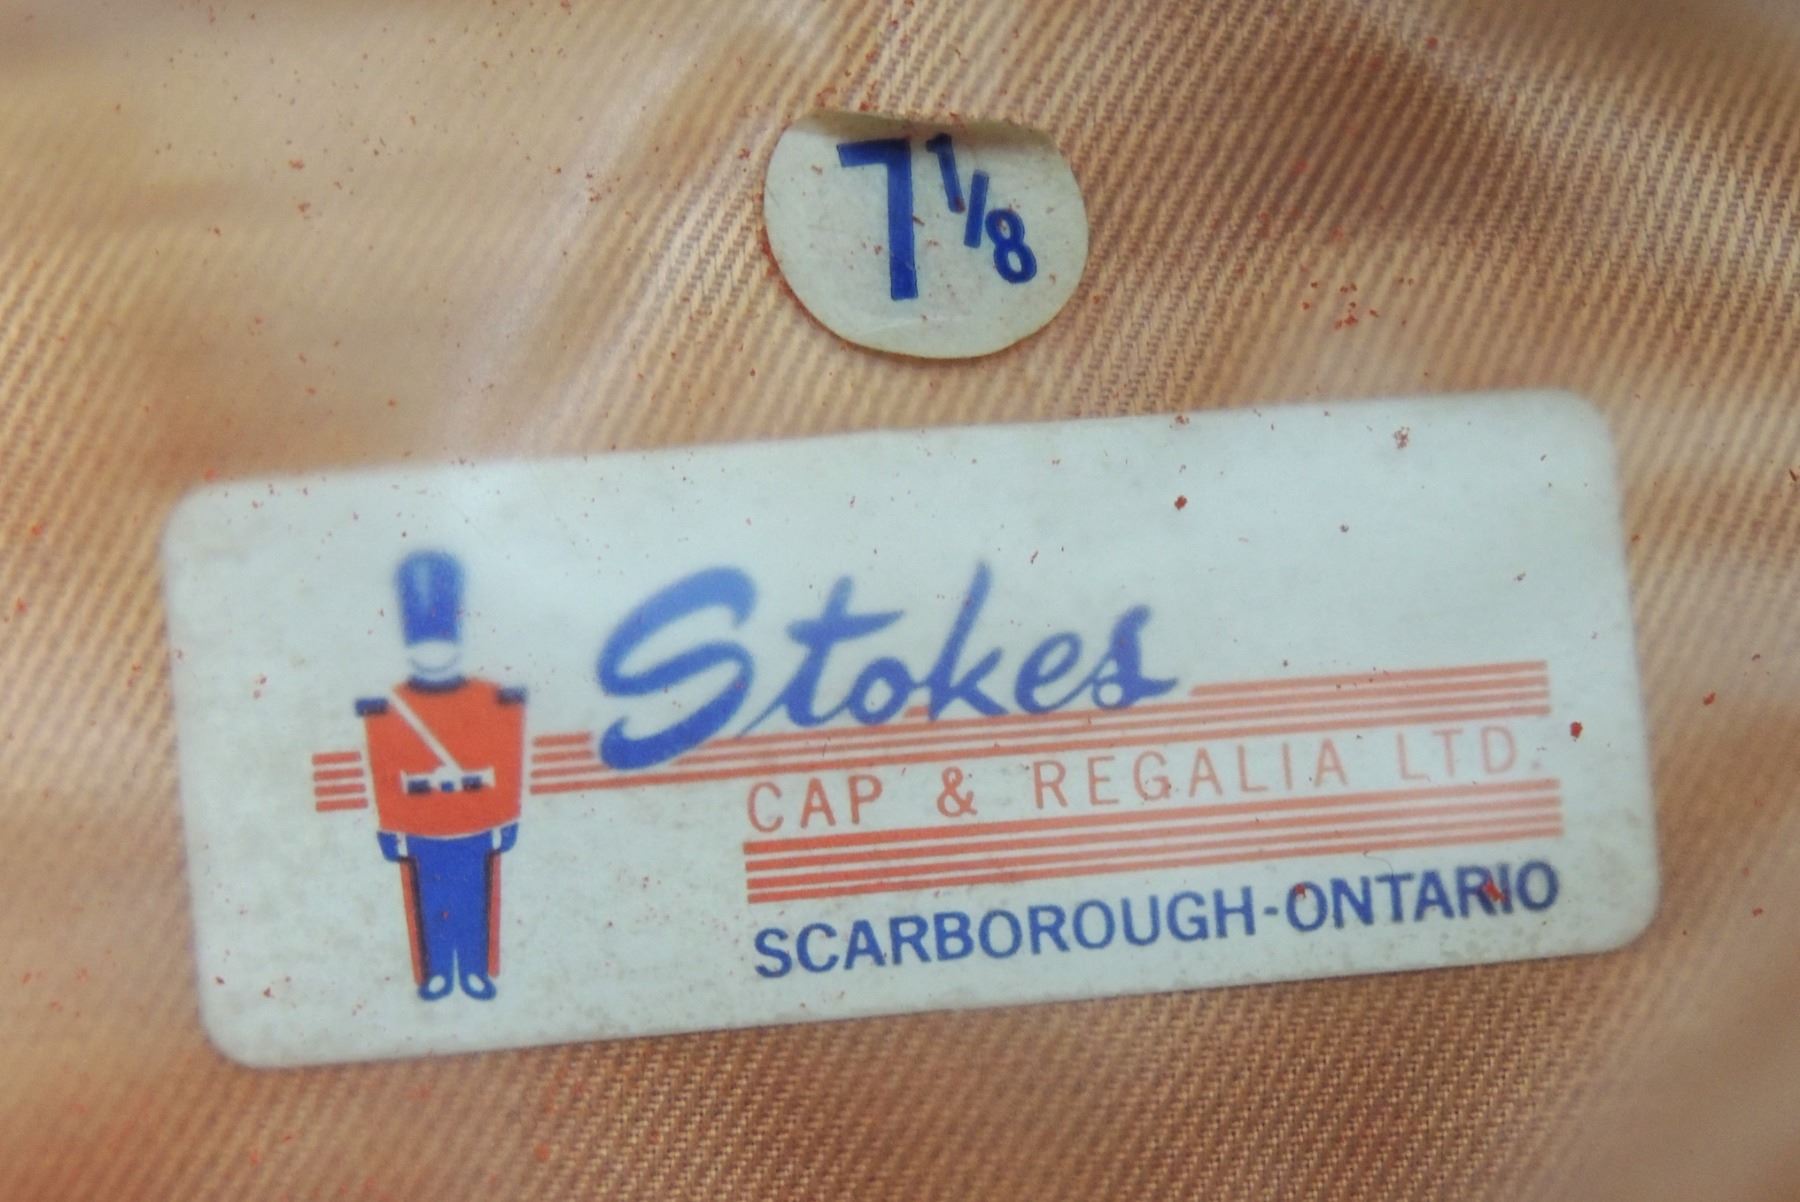 7 1/8
Stokes
CAP & REGALIA LTD.
SCARBOROUGH-ONTARIO